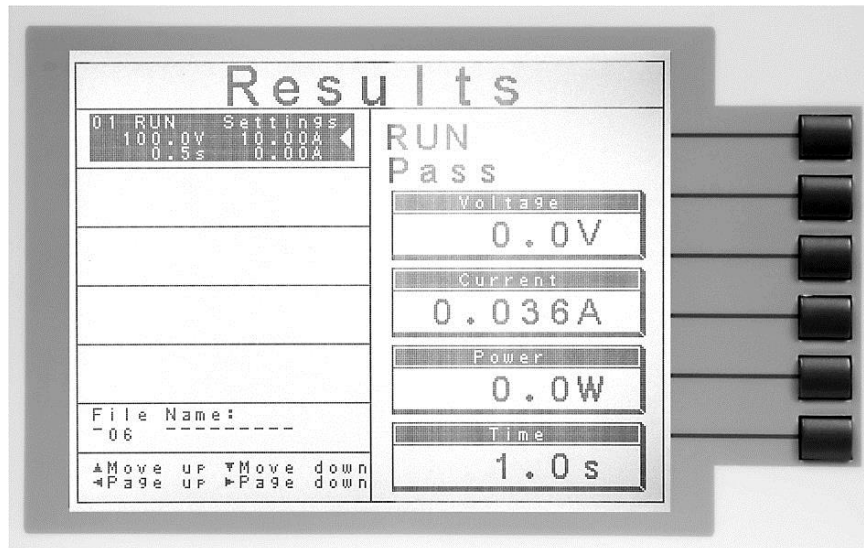 Results
01 RUN Settings
100.0V 10.00A
0.5s 0.00A
File Name:
-06 ---------
▲Move up ▼Move down
◄Page up ►Page down
RUN
Pass
Voltage
0.0V
Current
0.036A
Power
0.0W
Time
1.0s